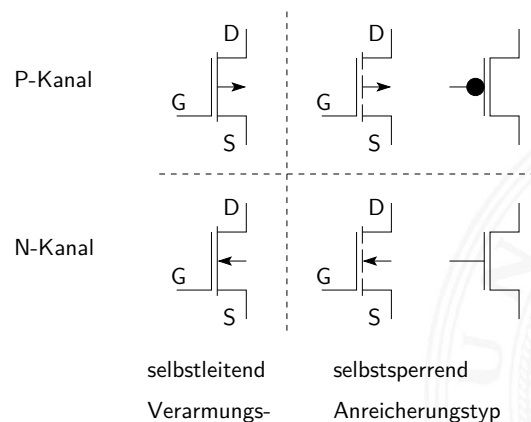 D D
P-Kanal
G G
S S
D D
N-Kanal
G G
S S
selbstleitend selbstsperrend
Verarmungs- Anreicherungstyp
U N